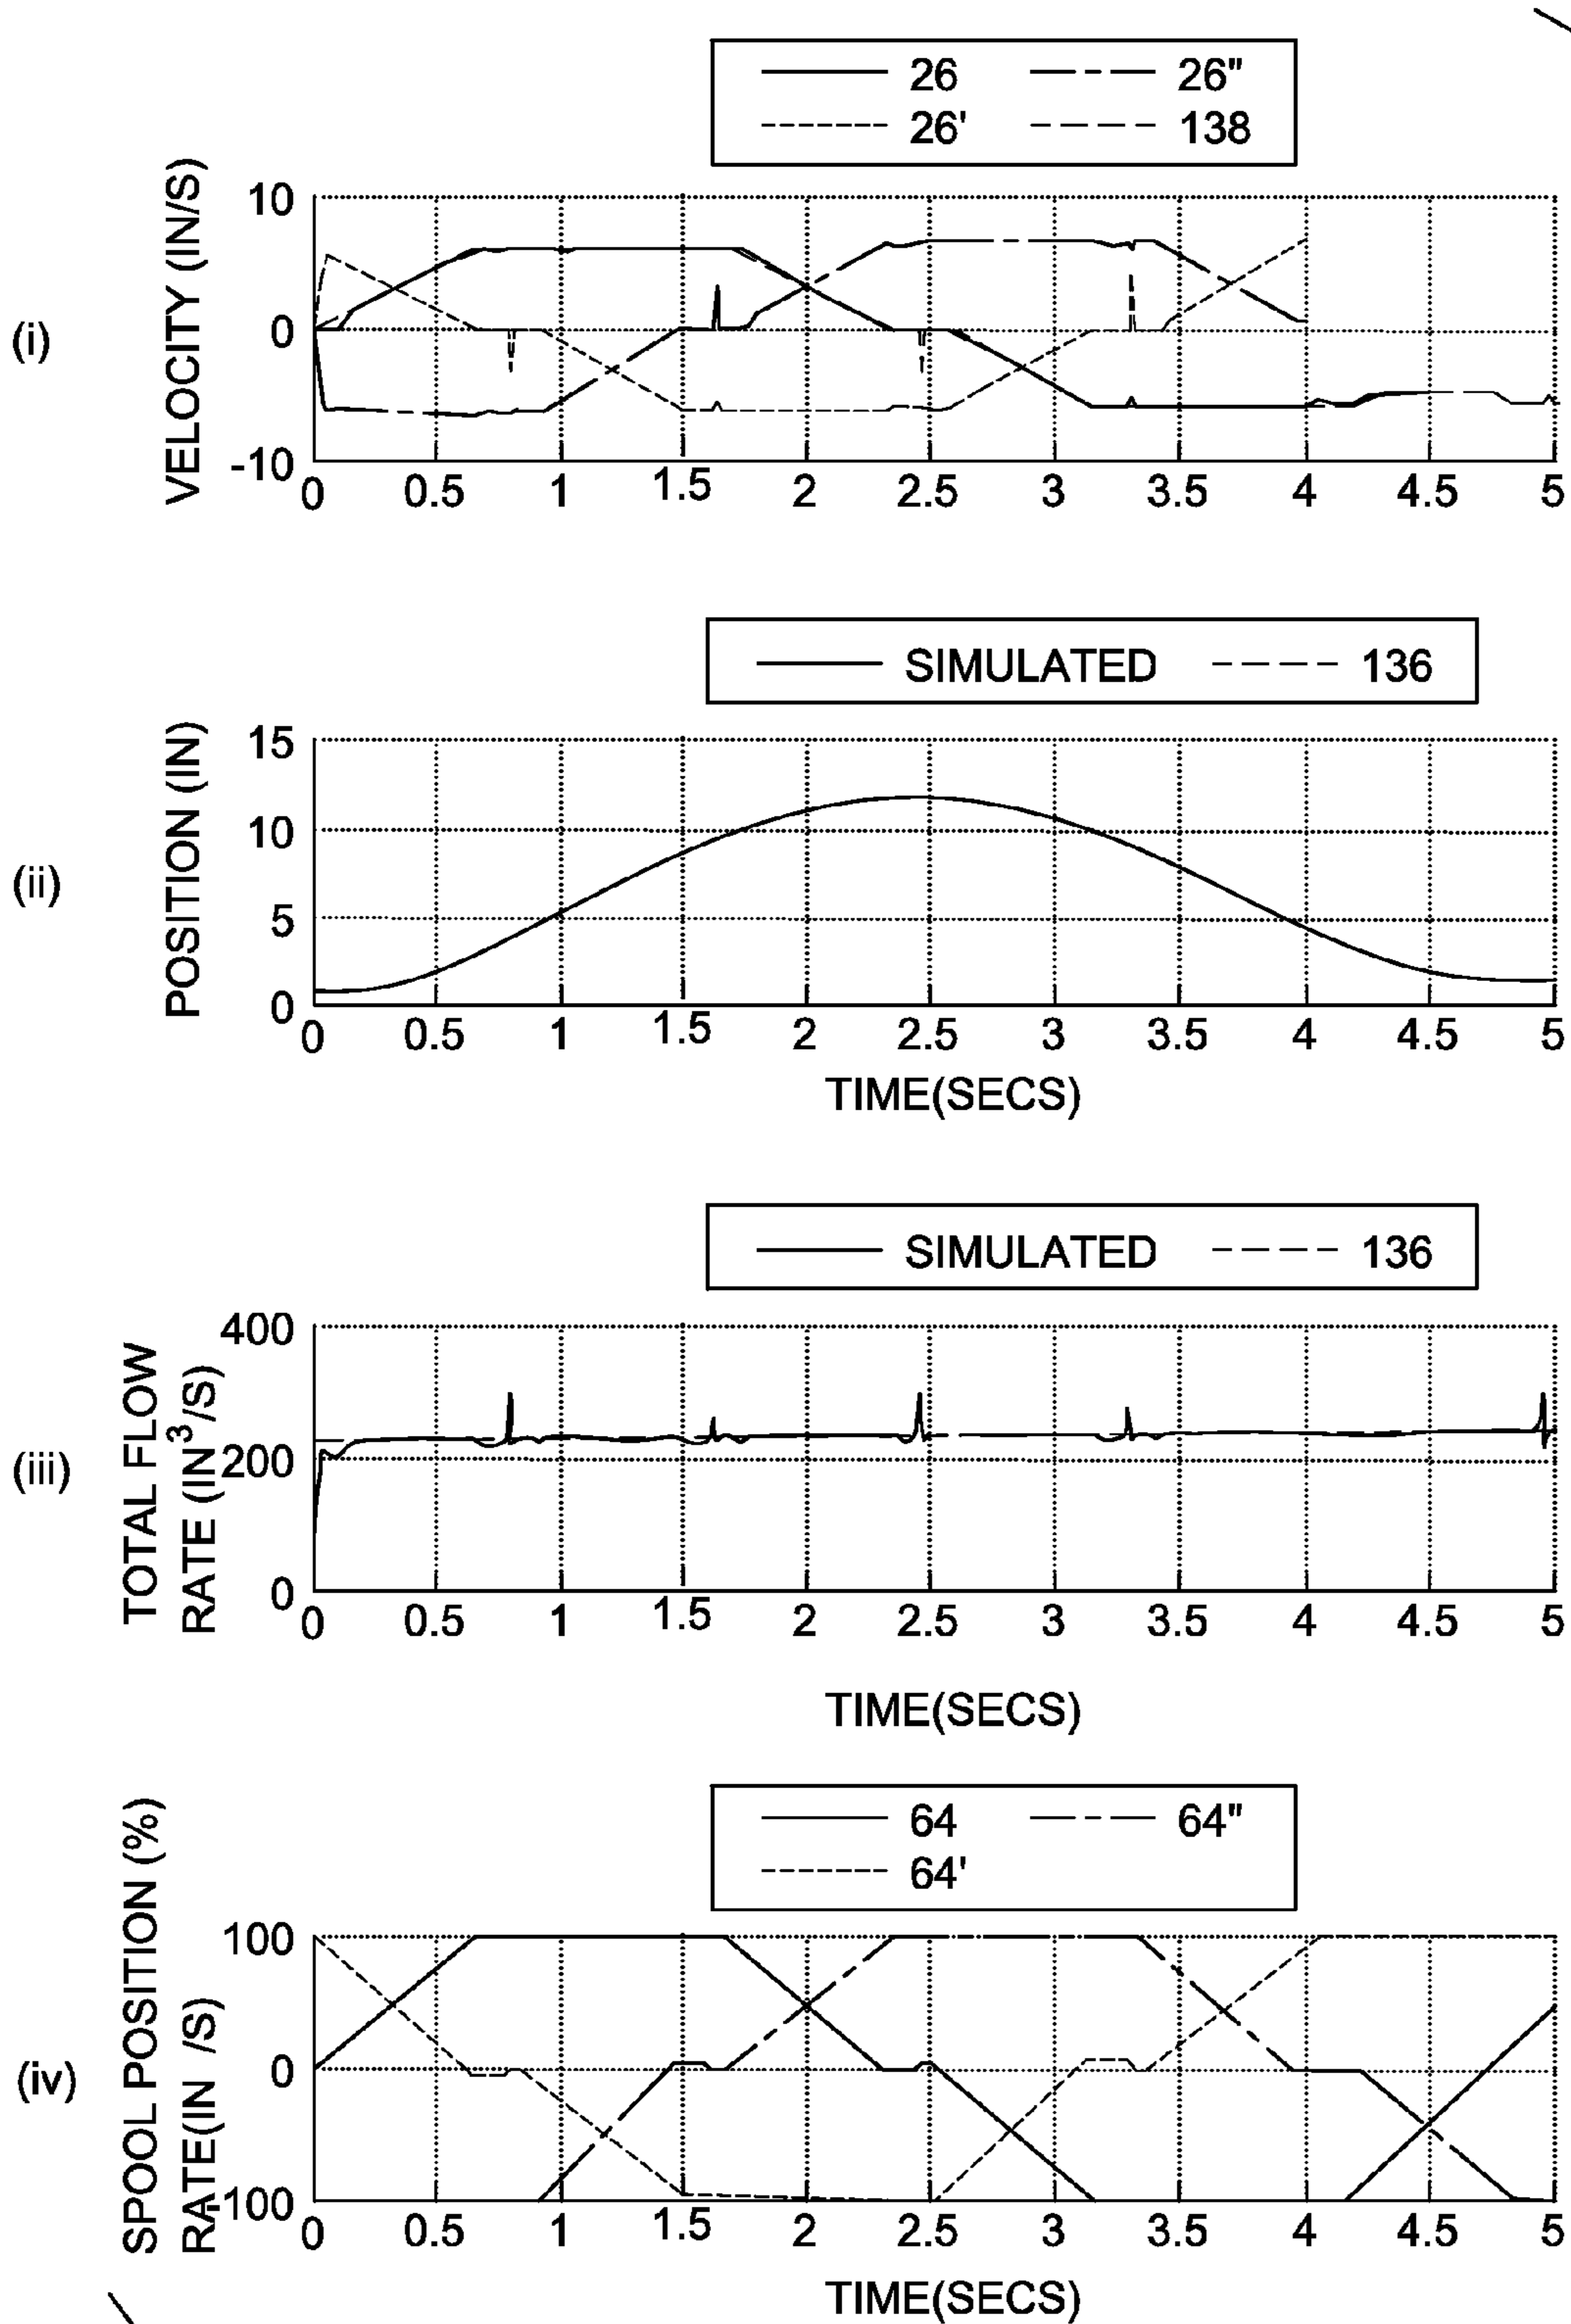 26 26"
26' 138
(i)
VELOCITY (IN/S)
10
0
-10
0 0.5 1 1.5 2 2.5 3 3.5 4 4.5 5
SIMULATED 136
(ii)
POSITION (IN)
15
10
5
0
0 0.5 1 1.5 2 2.5 3 3.5 4 4.5 5
TIME(SECS)
SIMULATED 136
(iii)
TOTAL FLOW
RATE (IN³/S)
400
200
0
0 0.5 1 1.5 2 2.5 3 3.5 4 4.5 5
TIME(SECS)
64 64"
64'
(iv)
SPOOL POSITION (%)
RATE(IN /S)
100
0
-100
0 0.5 1 1.5 2 2.5 3 3.5 4 4.5 5
TIME(SECS)